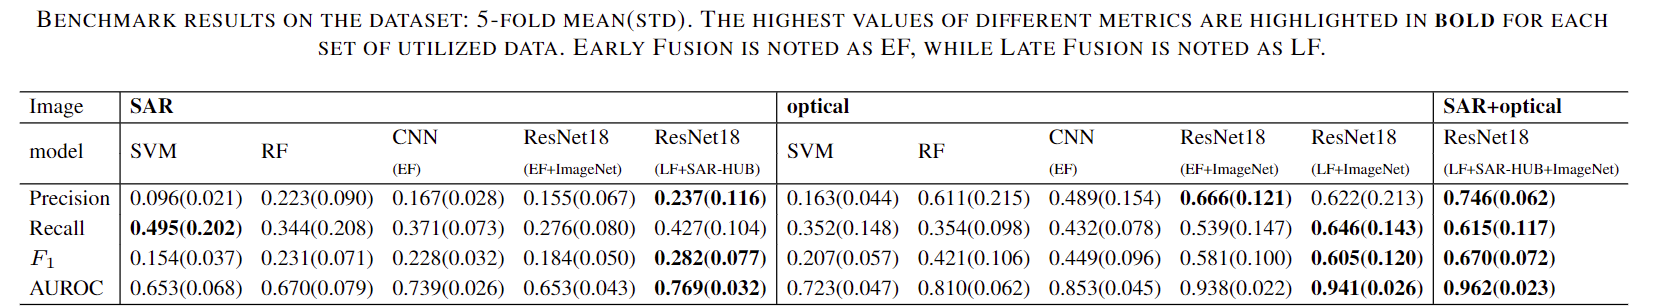 BENCHMARK RESULTS ON THE DATASET: 5-FOLD MEAN(STD). THE HIGHEST VALUES OF DIFFERENT METRICS ARE HIGHLIGHTED IN BOLD FOR EACH
SET OF UTILIZED DATA. EARLY FUSION IS NOTED AS EF, WHILE LATE FUSION IS NOTED AS LF.
Image SAR optical SAR+optical
model SVM RF CNN (EF) ResNet18 (EF+ImageNet) ResNet18 (LF+SAR-HUB) SVM RF CNN (EF) ResNet18 (EF+ImageNet) ResNet18 (LF+ImageNet) ResNet18 (LF+SAR-HUB+ImageNet)
Precision 0.096(0.021) 0.223(0.090) 0.167(0.028) 0.155(0.067) 0.237(0.116) 0.163(0.044) 0.611(0.215) 0.489(0.154) 0.666(0.121) 0.622(0.213) 0.746(0.062)
Recall 0.495(0.202) 0.344(0.208) 0.371(0.073) 0.276(0.080) 0.427(0.104) 0.352(0.148) 0.354(0.098) 0.432(0.078) 0.539(0.147) 0.646(0.143) 0.615(0.117)
F1 0.154(0.037) 0.231(0.071) 0.228(0.032) 0.184(0.050) 0.282(0.077) 0.207(0.057) 0.421(0.106) 0.449(0.096) 0.581(0.100) 0.605(0.120) 0.670(0.072)
AUROC 0.653(0.068) 0.670(0.079) 0.739(0.026) 0.653(0.043) 0.769(0.032) 0.723(0.047) 0.810(0.062) 0.853(0.045) 0.938(0.022) 0.941(0.026) 0.962(0.023)